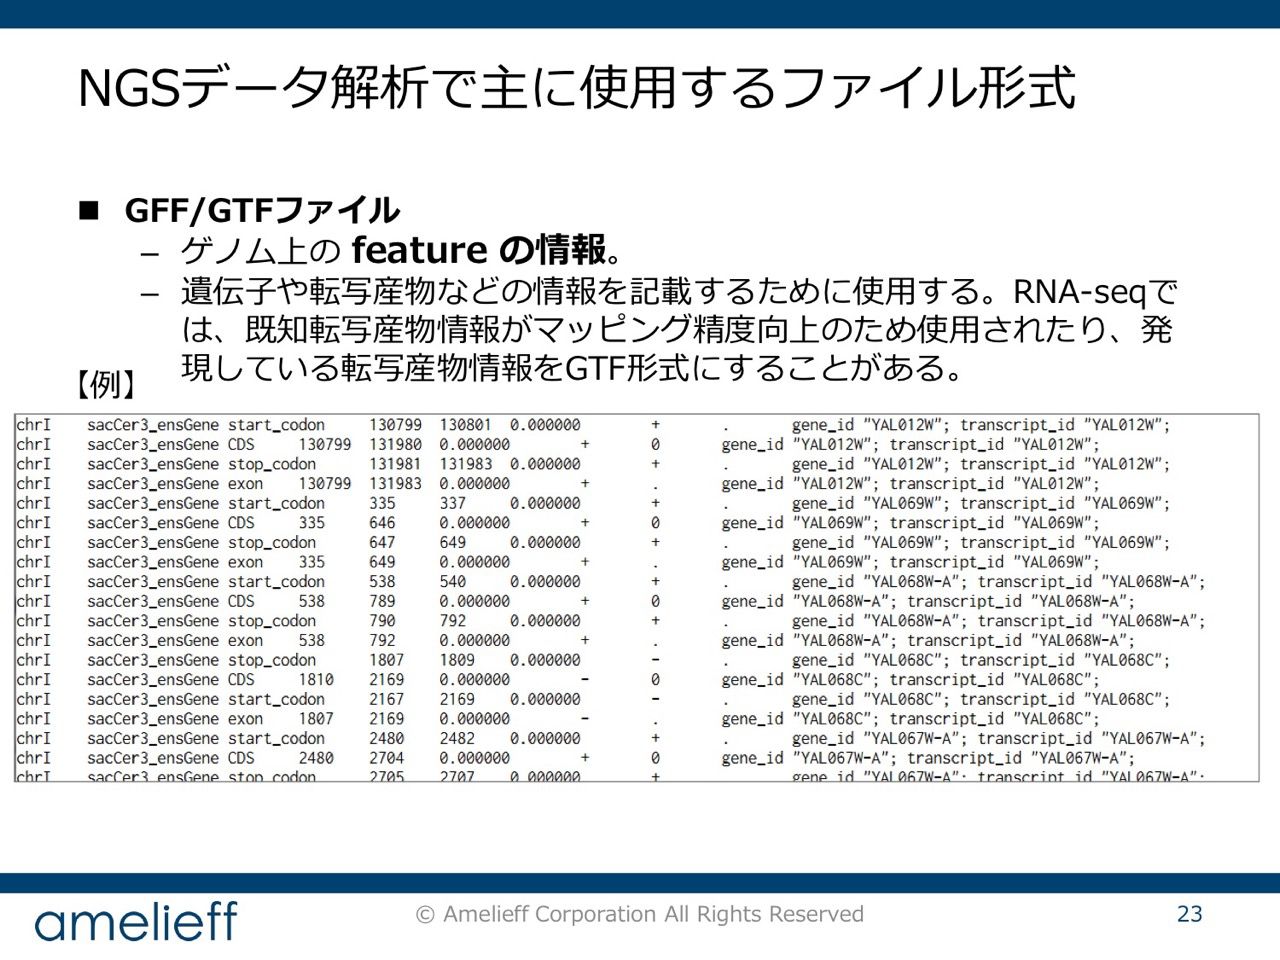 NGSデータ解析で主に使用するファイル形式
■ GFF/GTFファイル
– ゲノム上の feature の情報。
– 遺伝子や転写産物などの情報を記載するために使用する。RNA-seqで
は、既知転写産物情報がマッピング精度向上のため使用されたり、発
現している転写産物情報をGTF形式にすることがある。
【例】
chrI sacCer3_ensGene start_codon 130799 130801 0.000000 + . gene_id "YAL012W"; transcript_id "YAL012W";
chrI sacCer3_ensGene CDS 130799 131980 0.000000 + 0 gene_id "YAL012W"; transcript_id "YAL012W";
chrI sacCer3_ensGene stop_codon 131981 131983 0.000000 + . gene_id "YAL012W"; transcript_id "YAL012W";
chrI sacCer3_ensGene exon 130799 131983 0.000000 + . gene_id "YAL012W"; transcript_id "YAL012W";
chrI sacCer3_ensGene start_codon 335 337 0.000000 + . gene_id "YAL069W"; transcript_id "YAL069W";
chrI sacCer3_ensGene CDS 335 646 0.000000 + 0 gene_id "YAL069W"; transcript_id "YAL069W";
chrI sacCer3_ensGene stop_codon 647 649 0.000000 + . gene_id "YAL069W"; transcript_id "YAL069W";
chrI sacCer3_ensGene exon 335 649 0.000000 + . gene_id "YAL069W"; transcript_id "YAL069W";
chrI sacCer3_ensGene start_codon 538 540 0.000000 + . gene_id "YAL068W-A"; transcript_id "YAL068W-A";
chrI sacCer3_ensGene CDS 538 789 0.000000 + 0 gene_id "YAL068W-A"; transcript_id "YAL068W-A";
chrI sacCer3_ensGene stop_codon 790 792 0.000000 + . gene_id "YAL068W-A"; transcript_id "YAL068W-A";
chrI sacCer3_ensGene exon 538 792 0.000000 + . gene_id "YAL068W-A"; transcript_id "YAL068W-A";
chrI sacCer3_ensGene stop_codon 1807 1809 0.000000 - . gene_id "YAL068C"; transcript_id "YAL068C";
chrI sacCer3_ensGene CDS 1810 2169 0.000000 - 0 gene_id "YAL068C"; transcript_id "YAL068C";
chrI sacCer3_ensGene start_codon 2167 2169 0.000000 - . gene_id "YAL068C"; transcript_id "YAL068C";
chrI sacCer3_ensGene exon 1807 2169 0.000000 - . gene_id "YAL068C"; transcript_id "YAL068C";
chrI sacCer3_ensGene start_codon 2480 2482 0.000000 + . gene_id "YAL067W-A"; transcript_id "YAL067W-A";
chrI sacCer3_ensGene CDS 2480 2704 0.000000 + 0 gene_id "YAL067W-A"; transcript_id "YAL067W-A";
chrI sacCer3_ensGene stop_codon 2705 2707 0.000000 + . gene_id "YAL067W-A"; transcript_id "YAL067W-A";
amelieff
© Amelieff Corporation All Rights Reserved
23